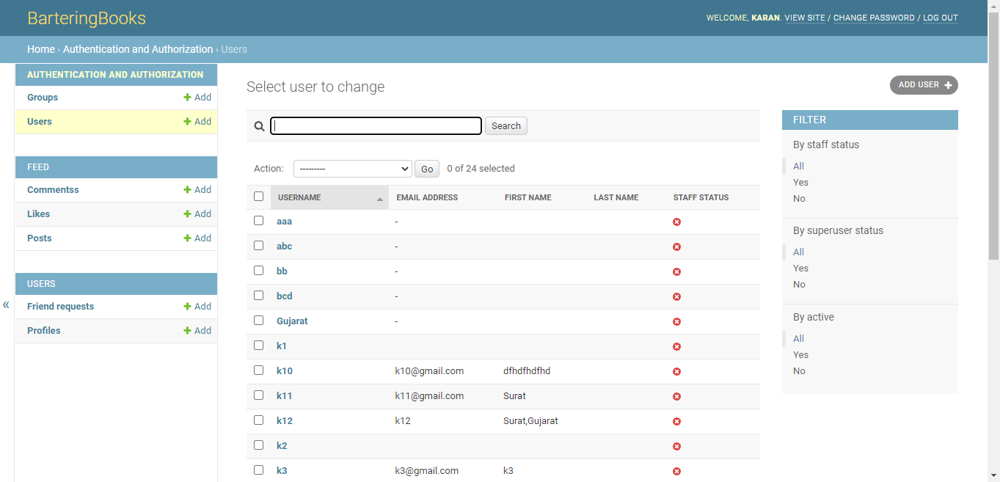 BarteringBooks
WELCOME, KARAN. VIEW SITE / CHANGE PASSWORD / LOG OUT
Home › Authentication and Authorization › Users
AUTHENTICATION AND AUTHORIZATION
Groups + Add
Users + Add
FEED
Commentss + Add
Likes + Add
Posts + Add
USERS
Friend requests + Add
Profiles + Add
«
Select user to change
ADD USER +
Search
Action: --------- Go 0 of 24 selected
USERNAME EMAIL ADDRESS FIRST NAME LAST NAME STAFF STATUS
aaa -
abc -
bb -
bcd -
Gujarat -
k1
k10 k10@gmail.com dfhdfhdfhd
k11 k11@gmail.com Surat
k12 k12 Surat,Gujarat
k2
k3 k3@gmail.com k3
FILTER
By staff status
All
Yes
No
By superuser status
All
Yes
No
By active
All
Yes
No